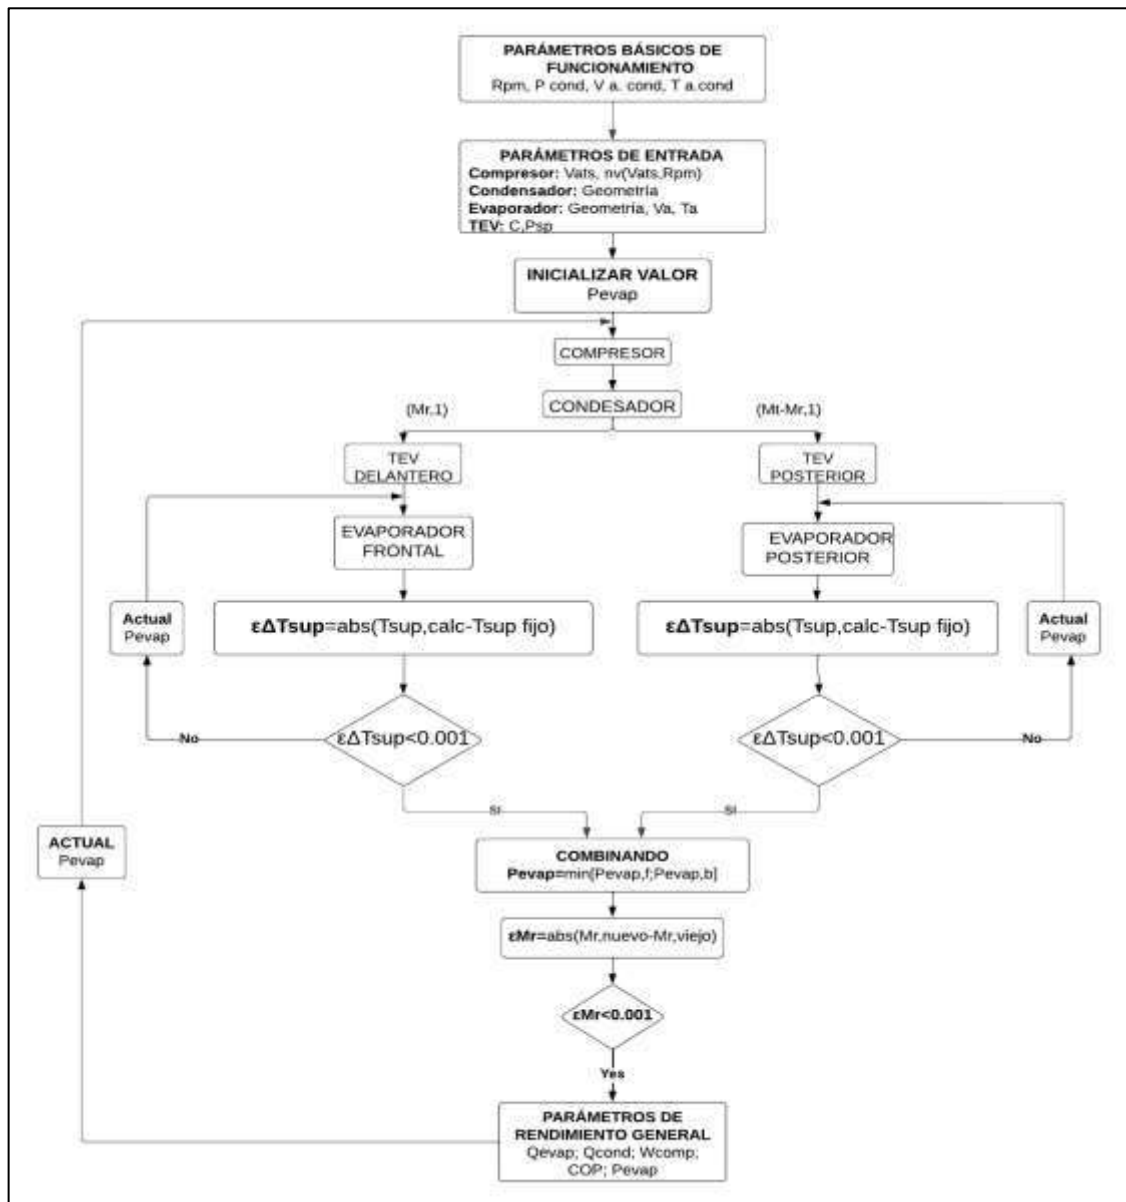 PARÁMETROS BÁSICOS DE
FUNCIONAMIENTO
Rpm, P cond, V a. cond, T a.cond
PARÁMETROS DE ENTRADA
Compresor: Vats, nv(Vats,Rpm)
Condensador: Geometría
Evaporador: Geometría, Va, Ta
TEV: C,Psp
INICIALIZAR VALOR
Pevap
COMPRESOR
CONDESADOR
(Mr,1)
(Mt-Mr,1)
TEV
DELANTERO
TEV
POSTERIOR
EVAPORADOR
FRONTAL
EVAPORADOR
POSTERIOR
Actual
Pevap
εΔTsup=abs(Tsup,calc-Tsup fijo)
εΔTsup=abs(Tsup,calc-Tsup fijo)
Actual
Pevap
No
εΔTsup<0.001
εΔTsup<0.001
No
SI
SI
ACTUAL
Pevap
COMBINANDO
Pevap=min[Pevap,f;Pevap,b]
εMr=abs(Mr,nuevo-Mr,viejo)
εMr<0.001
Yes
PARÁMETROS DE
RENDIMIENTO GENERAL
Qevap; Qcond; Wcomp;
COP; Pevap